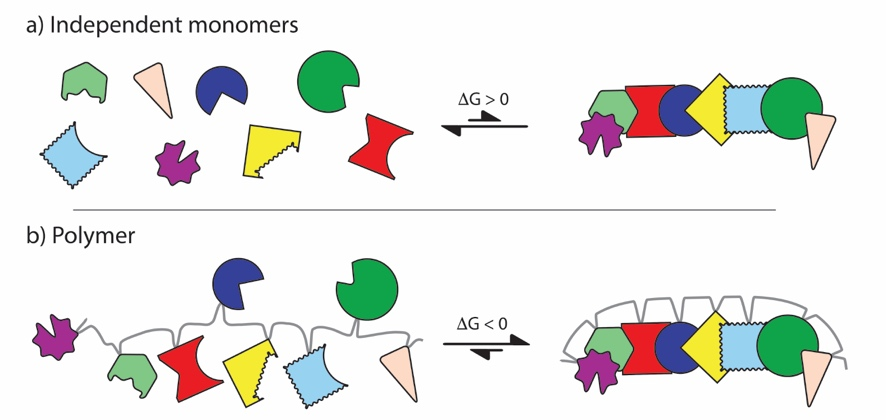 a) Independent monomers
ΔG > 0
b) Polymer
ΔG < 0